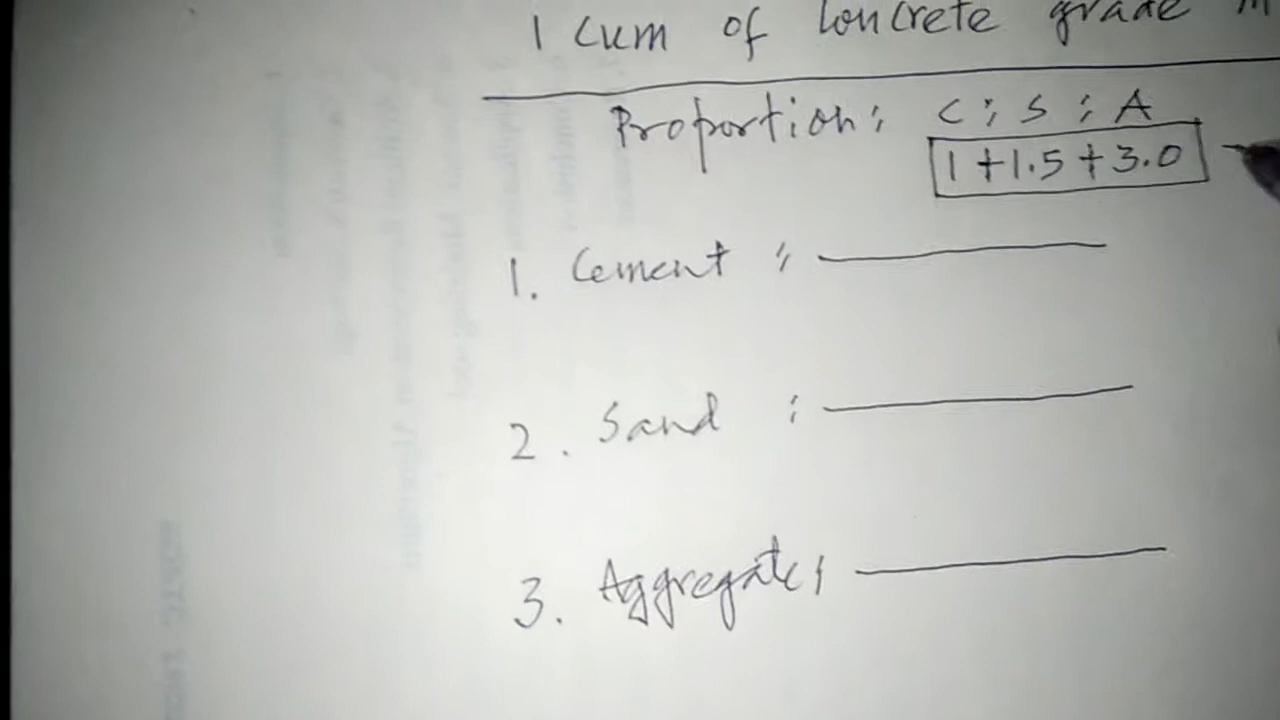 1 Cum of Concrete grade M
Proportion: C : S : A
1 + 1.5 + 3.0
1. Cement :
2. Sand :
3. Aggregate :